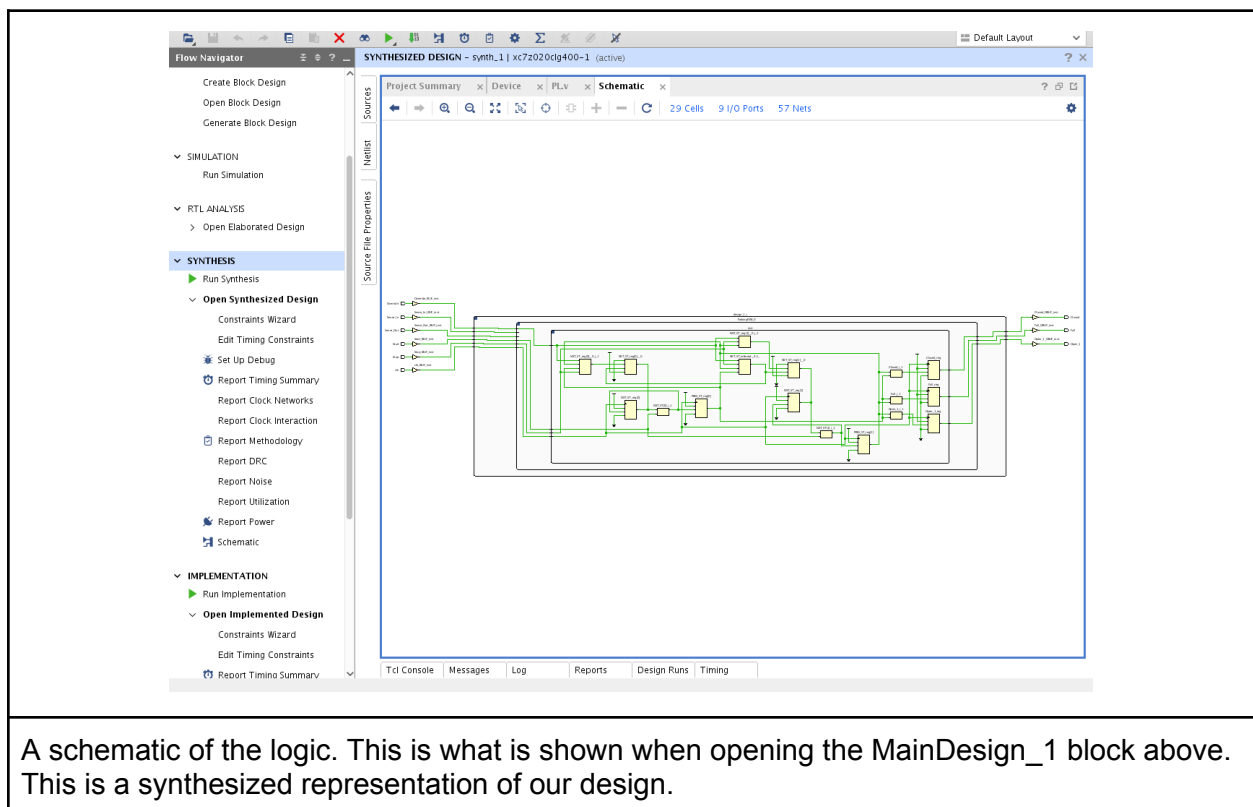 Default Layout
Flow Navigator
SYNTHESIZED DESIGN - synth_1 | xc7z020clg400-1 (active)
Create Block Design
Open Block Design
Generate Block Design
SIMULATION
Run Simulation
RTL ANALYSIS
Open Elaborated Design
SYNTHESIS
Run Synthesis
Open Synthesized Design
Constraints Wizard
Edit Timing Constraints
Set Up Debug
Report Timing Summary
Report Clock Networks
Report Clock Interaction
Report Methodology
Report DRC
Report Noise
Report Utilization
Report Power
Schematic
IMPLEMENTATION
Run Implementation
Open Implemented Design
Constraints Wizard
Edit Timing Constraints
Report Timing Summary
Sources
Netlist
Source File Properties
Project Summary
Device
PL.v
Schematic
29 Cells 9 I/O Ports 57 Nets
Tcl Console Messages Log Reports Design Runs Timing
A schematic of the logic. This is what is shown when opening the MainDesign_1 block above.
This is a synthesized representation of our design.